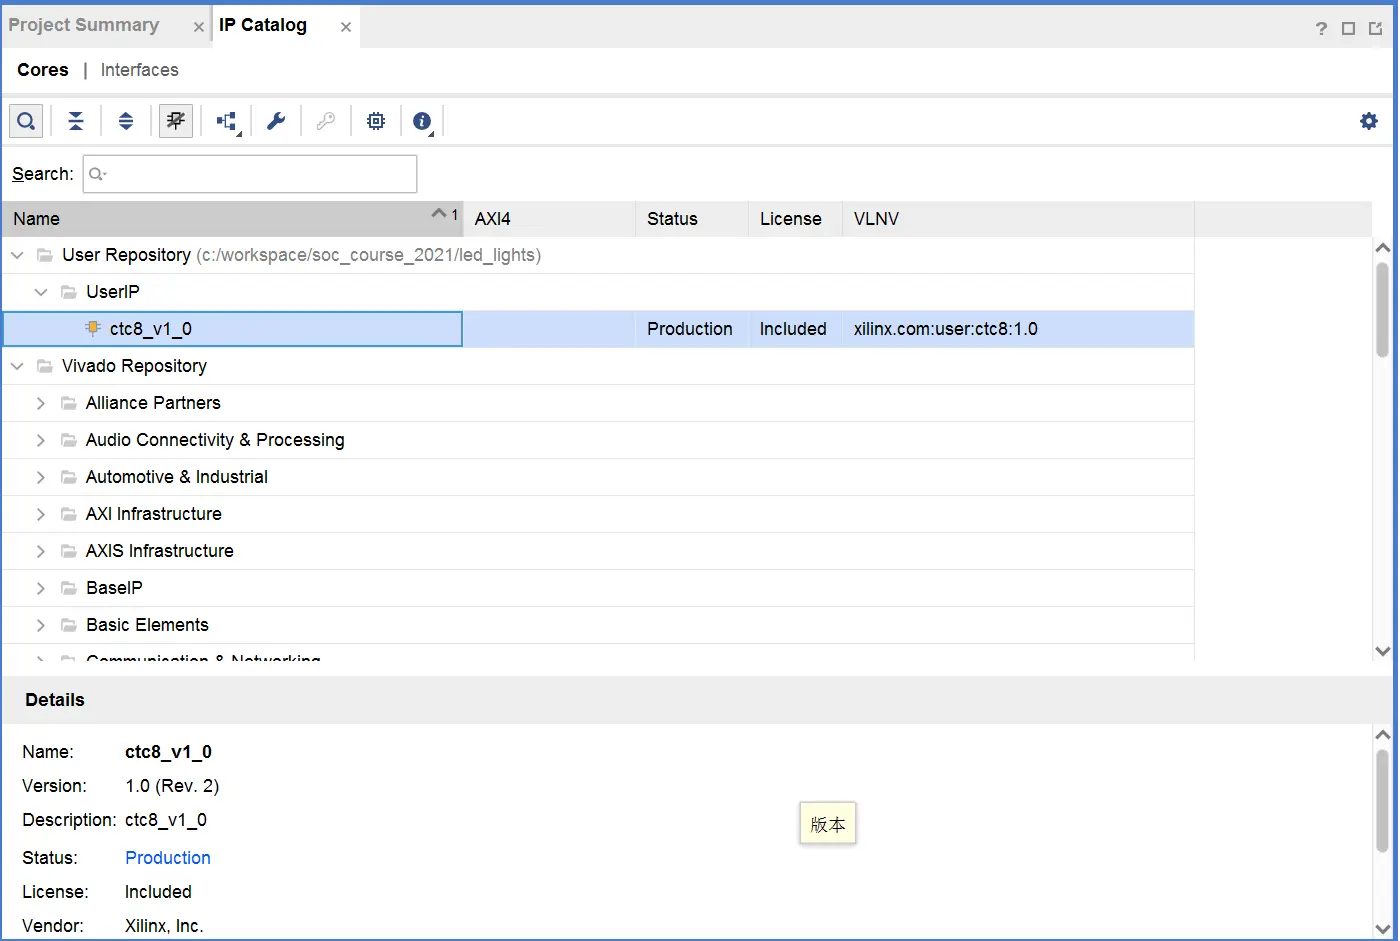 Project Summary IP Catalog
Cores | Interfaces
Search:
Name 1 AXI4 Status License VLNV
User Repository (c:/workspace/soc_course_2021/led_lights)
UserIP
ctc8_v1_0 Production Included xilinx.com:user:ctc8:1.0
Vivado Repository
Alliance Partners
Audio Connectivity & Processing
Automotive & Industrial
AXI Infrastructure
AXIS Infrastructure
BaseIP
Basic Elements
Communication & Networking
Details
Name: ctc8_v1_0
Version: 1.0 (Rev. 2)
Description: ctc8_v1_0
版本
Status: Production
License: Included
Vendor: Xilinx, Inc.